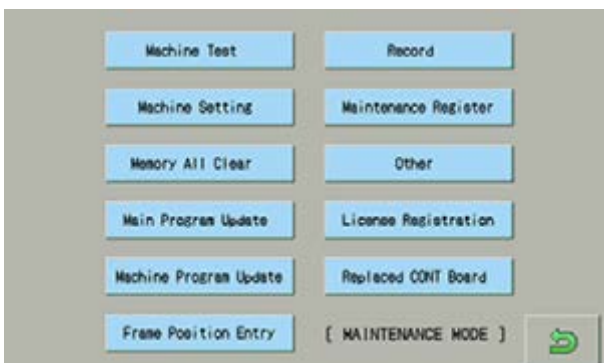 Machine Test
Record
Machine Setting
Maintenance Register
Memory All Clear
Other
Main Program Update
License Registration
Machine Program Update
Replaced CONT Board
Frame Position Entry
[ MAINTENANCE MODE ]